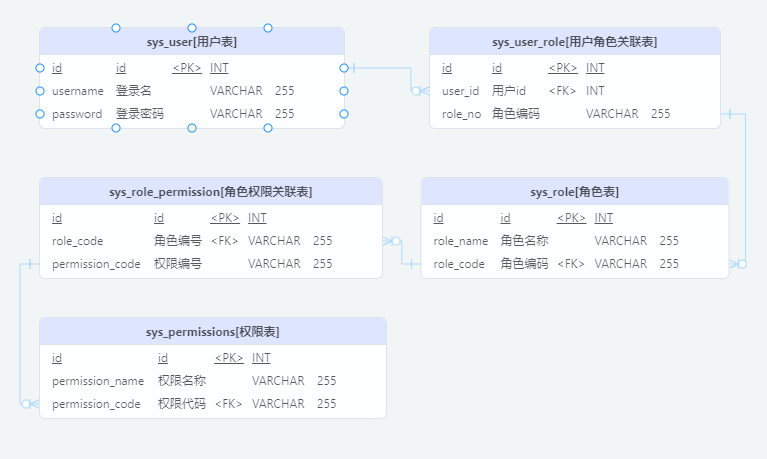 sys_user[用户表]
id id <PK> INT
username 登录名 VARCHAR 255
password 登录密码 VARCHAR 255
sys_user_role[用户角色关联表]
id id <PK> INT
user_id 用户id <FK> INT
role_no 角色编码 VARCHAR 255
sys_role_permission[角色权限关联表]
id id <PK> INT
role_code 角色编号 <FK> VARCHAR 255
permission_code 权限编号 VARCHAR 255
sys_role[角色表]
id id <PK> INT
role_name 角色名称 VARCHAR 255
role_code 角色编码 <FK> VARCHAR 255
sys_permissions[权限表]
id id <PK> INT
permission_name 权限名称 VARCHAR 255
permission_code 权限代码 <FK> VARCHAR 255